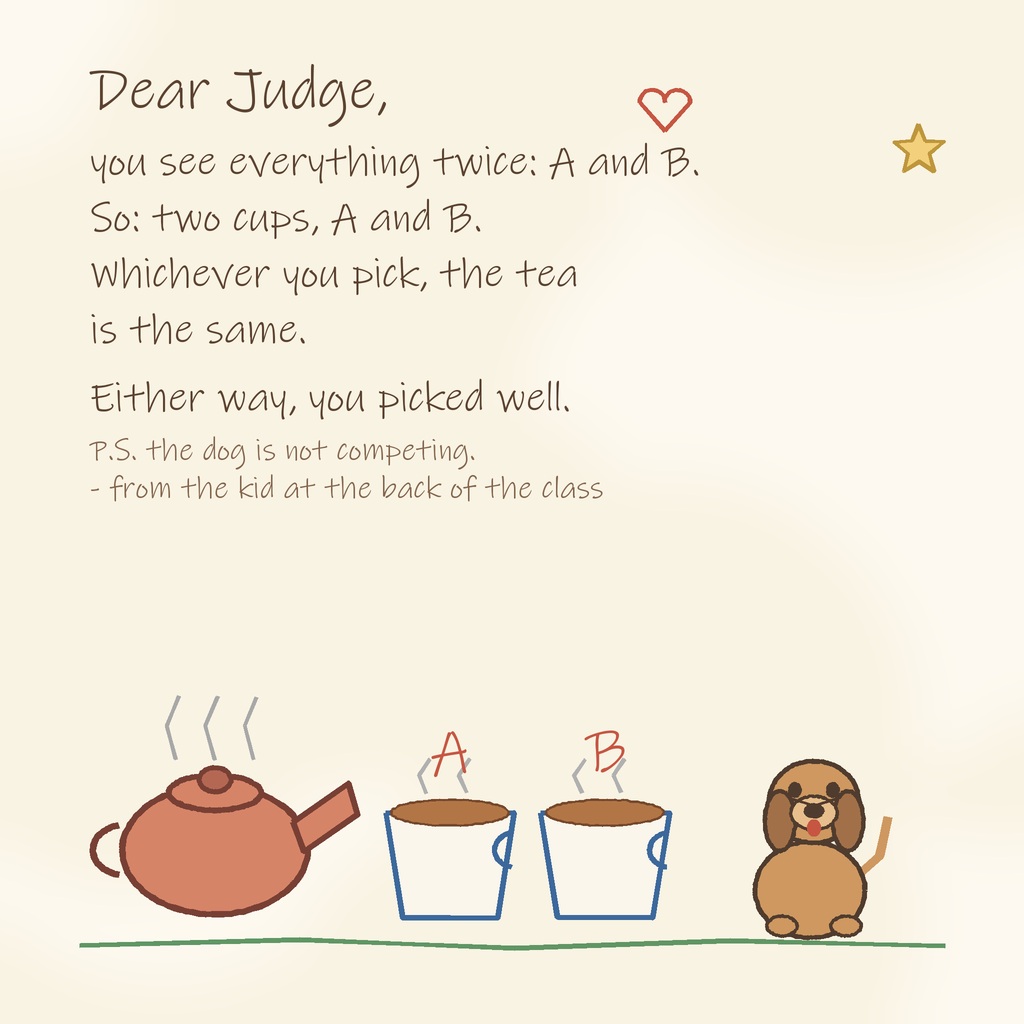 Dear Judge,
you see everything twice: A and B.
So: two cups, A and B.
Whichever you pick, the tea
is the same.
Either way, you picked well.
P.S. the dog is not competing.
- from the kid at the back of the class
A
B